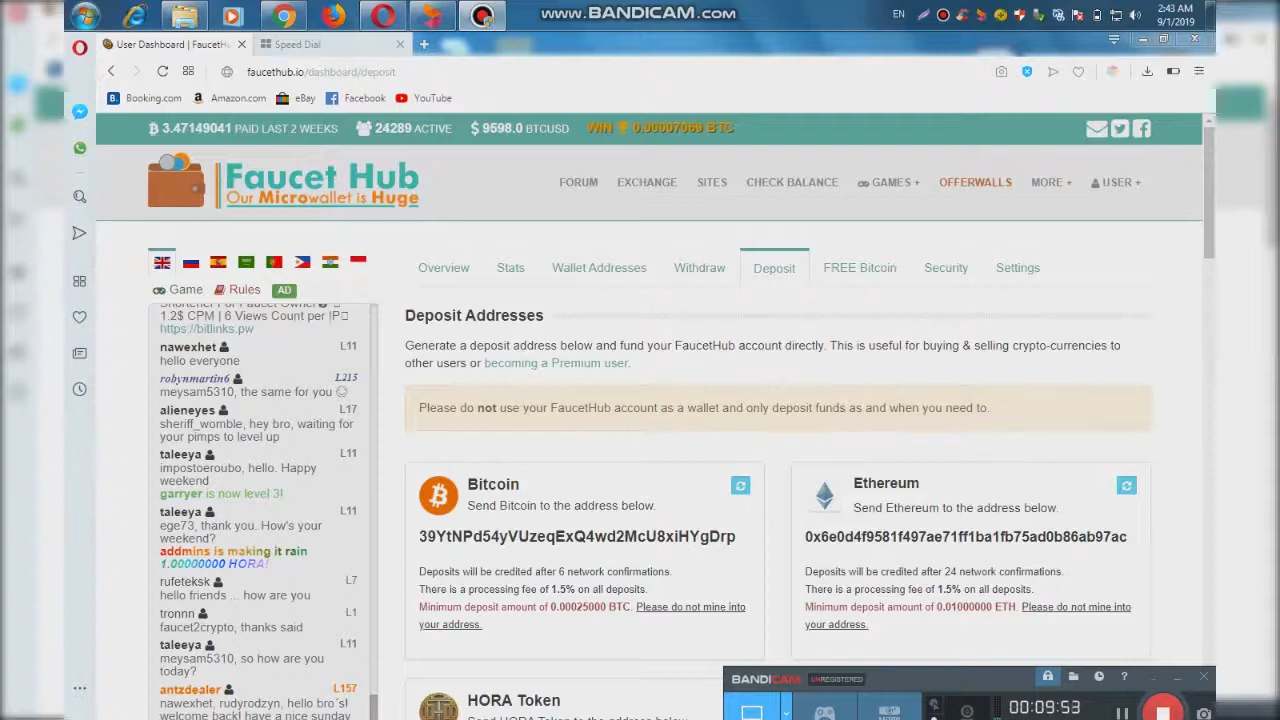 www.BANDICAM.com
EN
2:43 AM
9/1/2019
User Dashboard | FaucetH
Speed Dial
faucethub.io/dashboard/deposit
Booking.com
Amazon.com
eBay
Facebook
YouTube
3.47149041 PAID LAST 2 WEEKS
24289 ACTIVE
$ 9598.0 BTCUSD
WIN 0.00007069 BTC
Faucet Hub
Our Microwallet is Huge
FORUM
EXCHANGE
SITES
CHECK BALANCE
GAMES +
OFFERWALLS
MORE +
USER +
Overview
Stats
Wallet Addresses
Withdraw
Deposit
FREE Bitcoin
Security
Settings
Game
Rules
AD
Shortener For Faucet Owner
1.2$ CPM | 6 Views Count per IP
https://bitlinks.pw
nawexhet L11
hello everyone
robynmartin6 L215
meysam5310, the same for you
alieneyes L17
sheriff_womble, hey bro, waiting
for your pimps to level up
taleeya L11
impostoeroubo, hello. Happy
weekend
garryer is now level 3!
taleeya L11
ege73, thank you. How's your
weekend?
addmins is making it rain
1.00000000 HORA!
rufeteksk L7
hello friends ... how are you
tronnn L1
faucet2crypto, thanks said
taleeya L11
meysam5310, so how are you
today?
antzdealer L157
nawexhet, rudyrodzyn, hello bro´s!
welcome back! have a nice sunday
Deposit Addresses
Generate a deposit address below and fund your FaucetHub account directly. This is useful for buying & selling crypto-currencies to
other users or becoming a Premium user.
Please do not use your FaucetHub account as a wallet and only deposit funds as and when you need to.
Bitcoin
Send Bitcoin to the address below.
39YtNPd54yVUzeqExQ4wd2McU8xiHYgDrp
Deposits will be credited after 6 network confirmations.
There is a processing fee of 1.5% on all deposits.
Minimum deposit amount of 0.00025000 BTC. Please do not mine into
your address.
Ethereum
Send Ethereum to the address below.
0x6e0d4f9581f497ae71ff1ba1fb75ad0b86ab97ac
Deposits will be credited after 24 network confirmations.
There is a processing fee of 1.5% on all deposits.
Minimum deposit amount of 0.01000000 ETH. Please do not mine into
your address.
HORA Token
BANDICAM UNREGISTERED
00:09:53